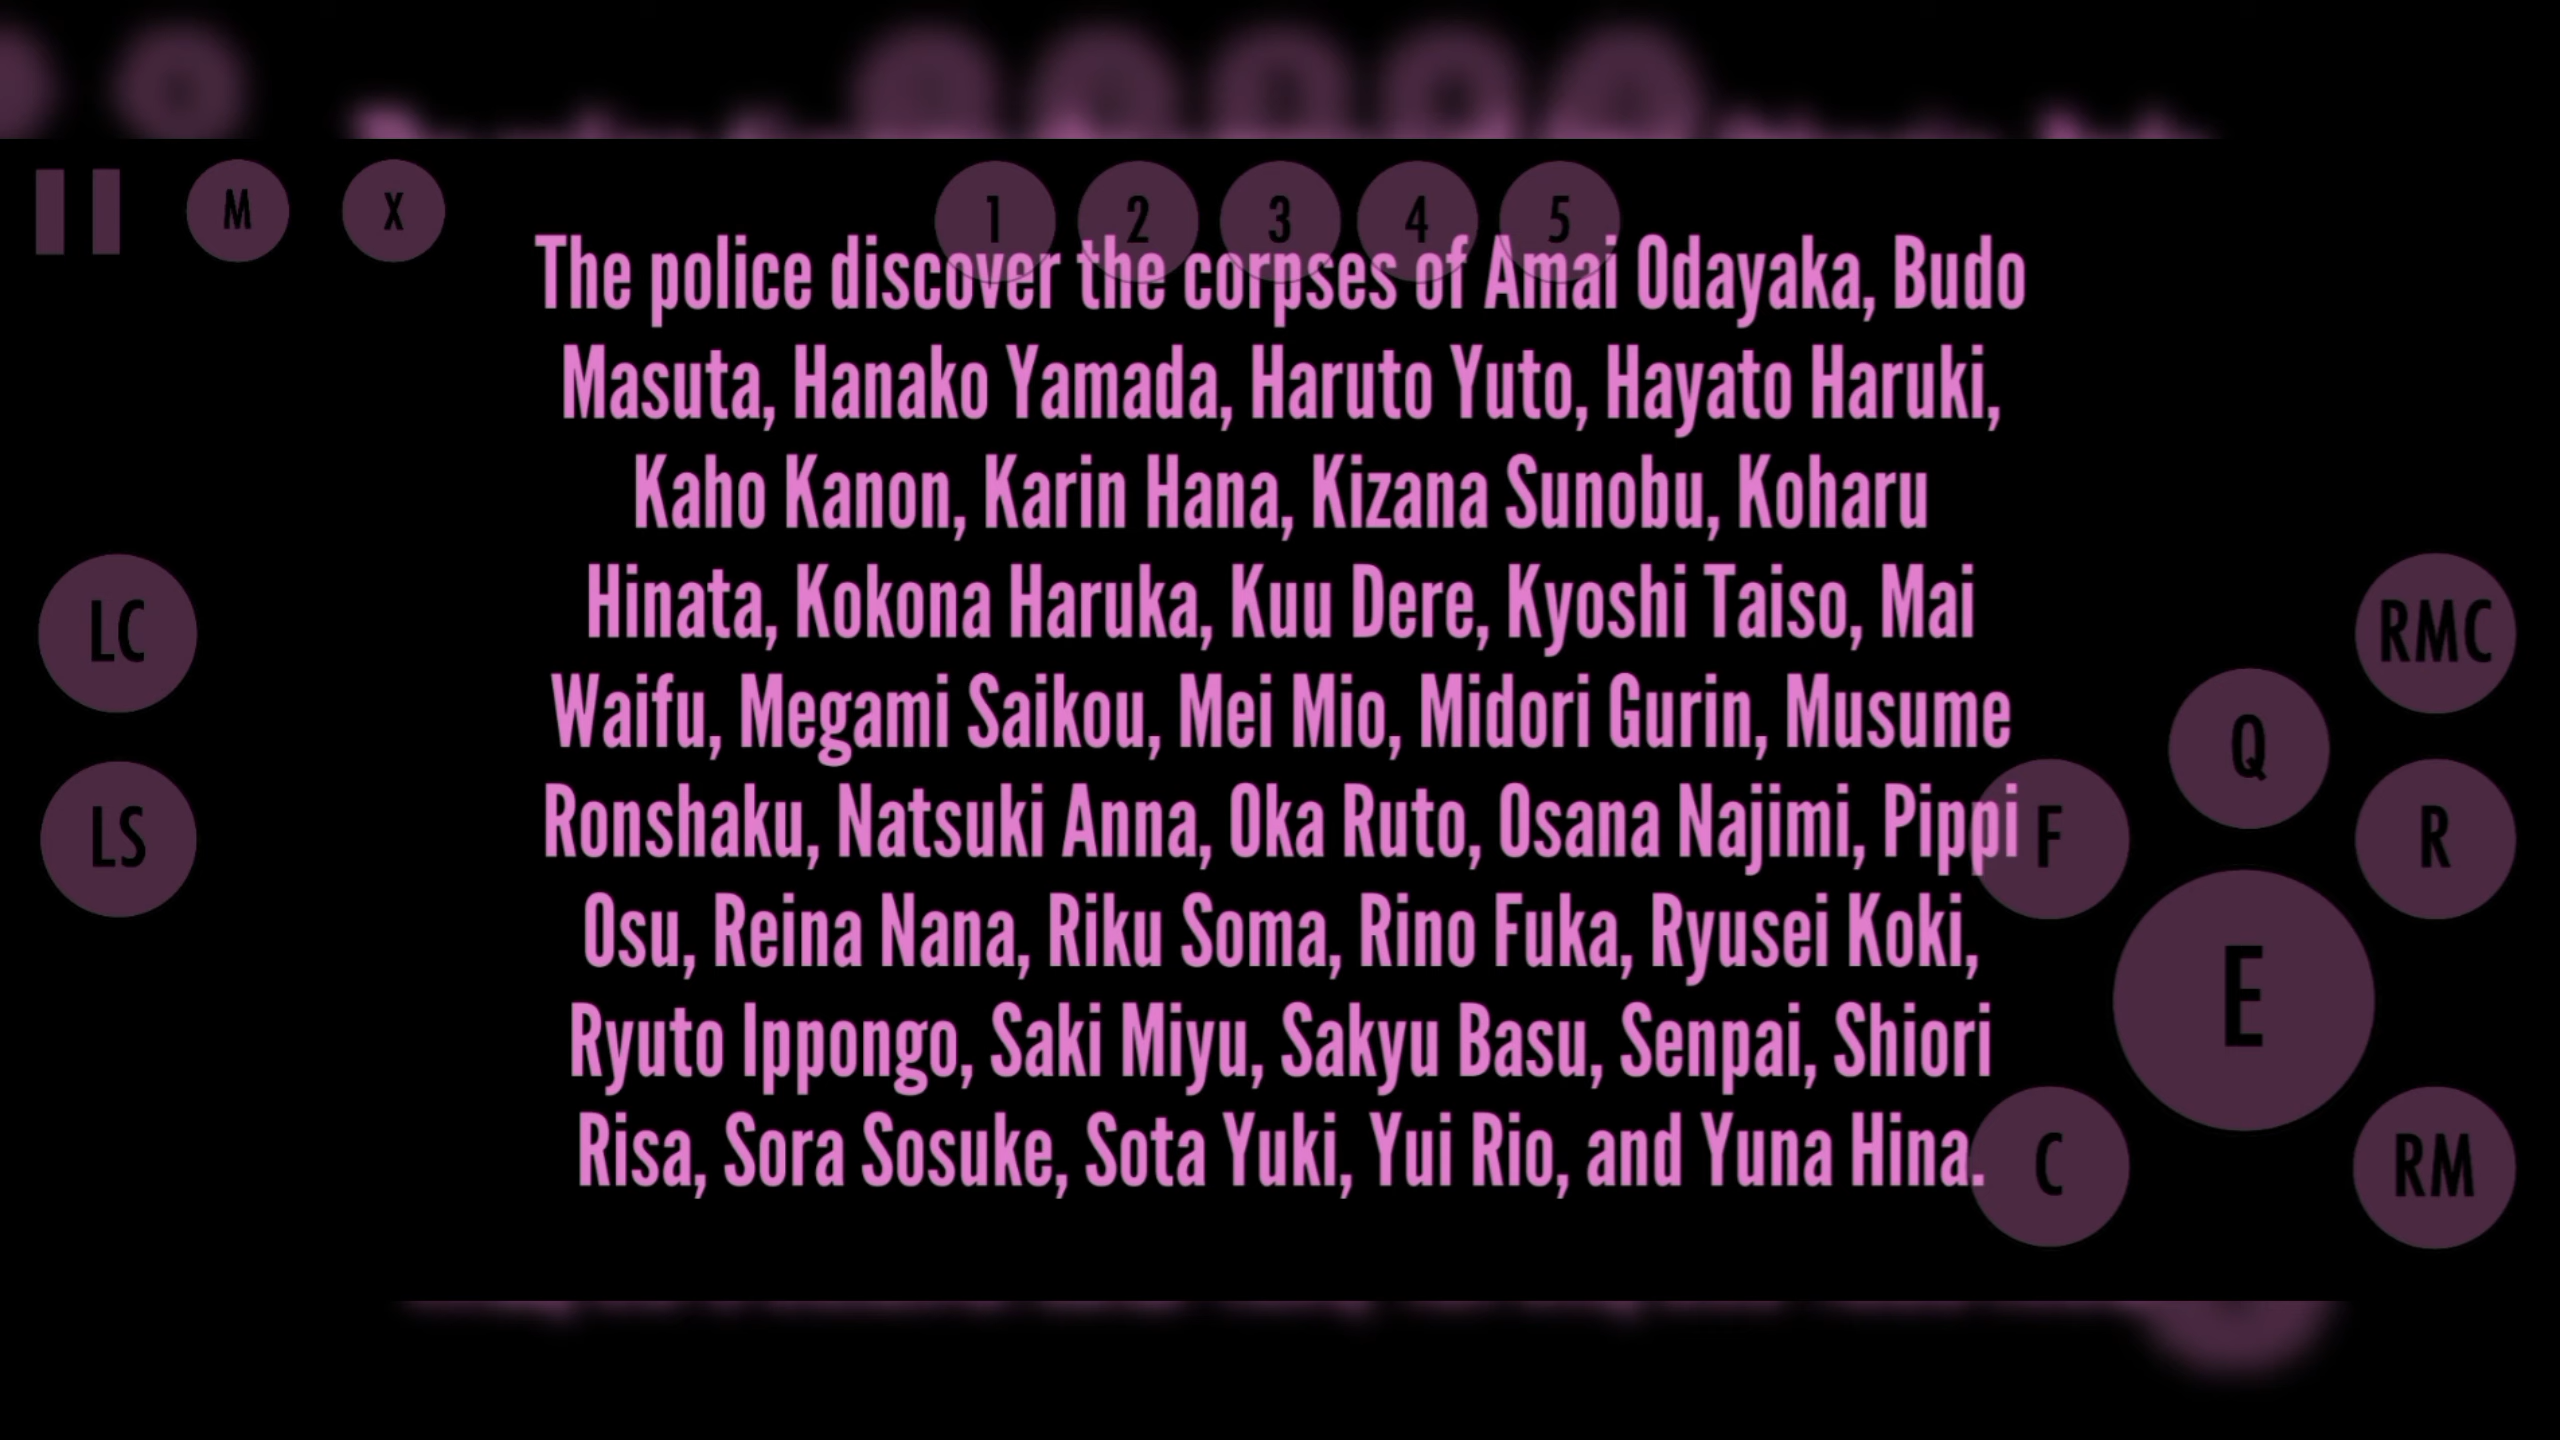 M
X
1
2
3
4
5
The police discover the corpses of Amai Odayaka, Budo
Masuta, Hanako Yamada, Haruto Yuto, Hayato Haruki,
Kaho Kanon, Karin Hana, Kizana Sunobu, Koharu
Hinata, Kokona Haruka, Kuu Dere, Kyoshi Taiso, Mai
Waifu, Megami Saikou, Mei Mio, Midori Gurin, Musume
Ronshaku, Natsuki Anna, Oka Ruto, Osana Najimi, Pippi
Osu, Reina Nana, Riku Soma, Rino Fuka, Ryusei Koki,
Ryuto Ippongo, Saki Miyu, Sakyu Basu, Senpai, Shiori
Risa, Sora Sosuke, Sota Yuki, Yui Rio, and Yuna Hina.
LC
LS
RMC
Q
F
R
E
C
RM